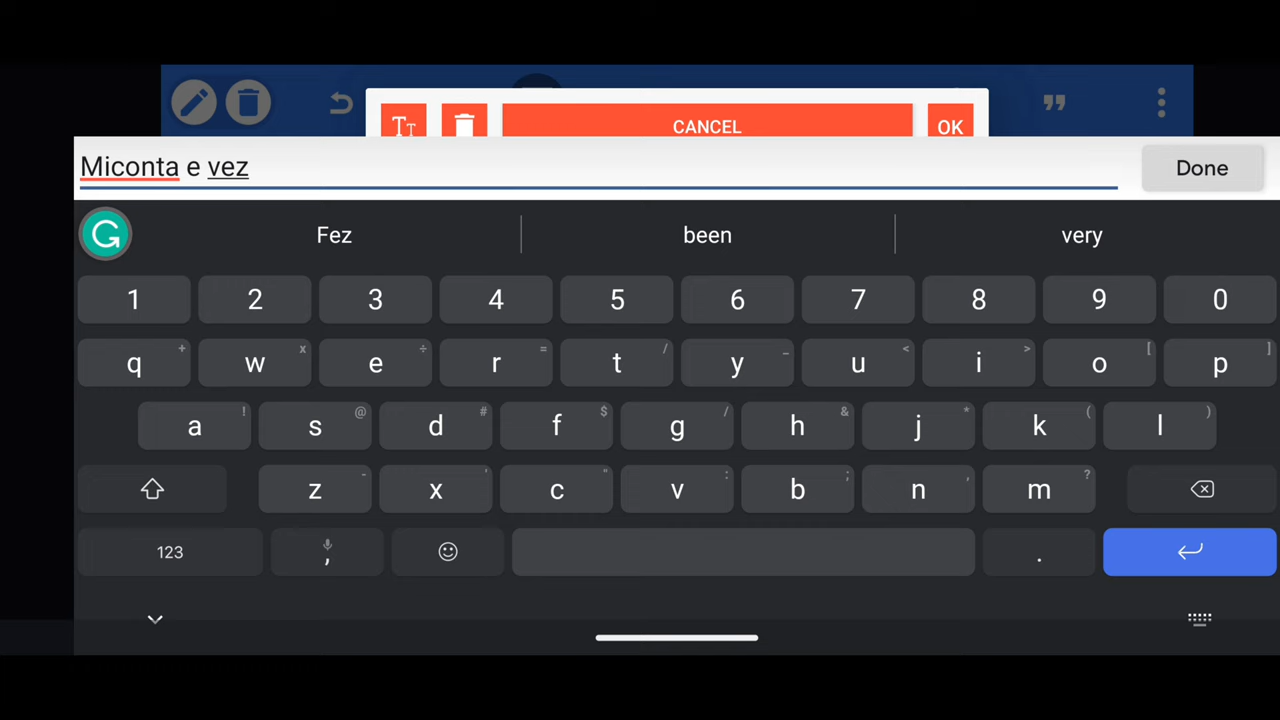 TT
CANCEL
OK
Miconta e vez
Done
G
Fez been very
1 2 3 4 5 6 7 8 9 0
q + w x e ÷ r = t / y _ u < i > o [ p ]
a ! s @ d # f $ g / h & j * k ( l )
z - x ' c " v : b ; n , m ?
123 , .